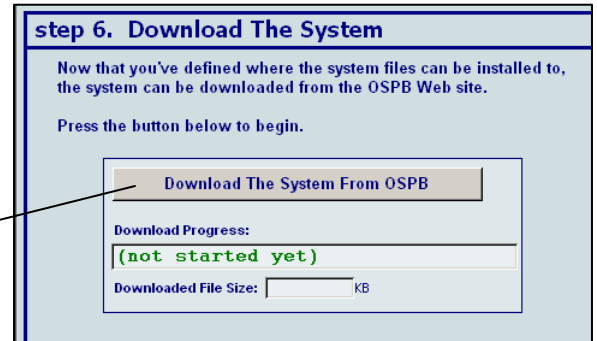 step 6. Download The System
Now that you've defined where the system files can be installed to,
the system can be downloaded from the OSPB Web site.
Press the button below to begin.
Download The System From OSPB
Download Progress:
(not started yet)
Downloaded File Size: KB